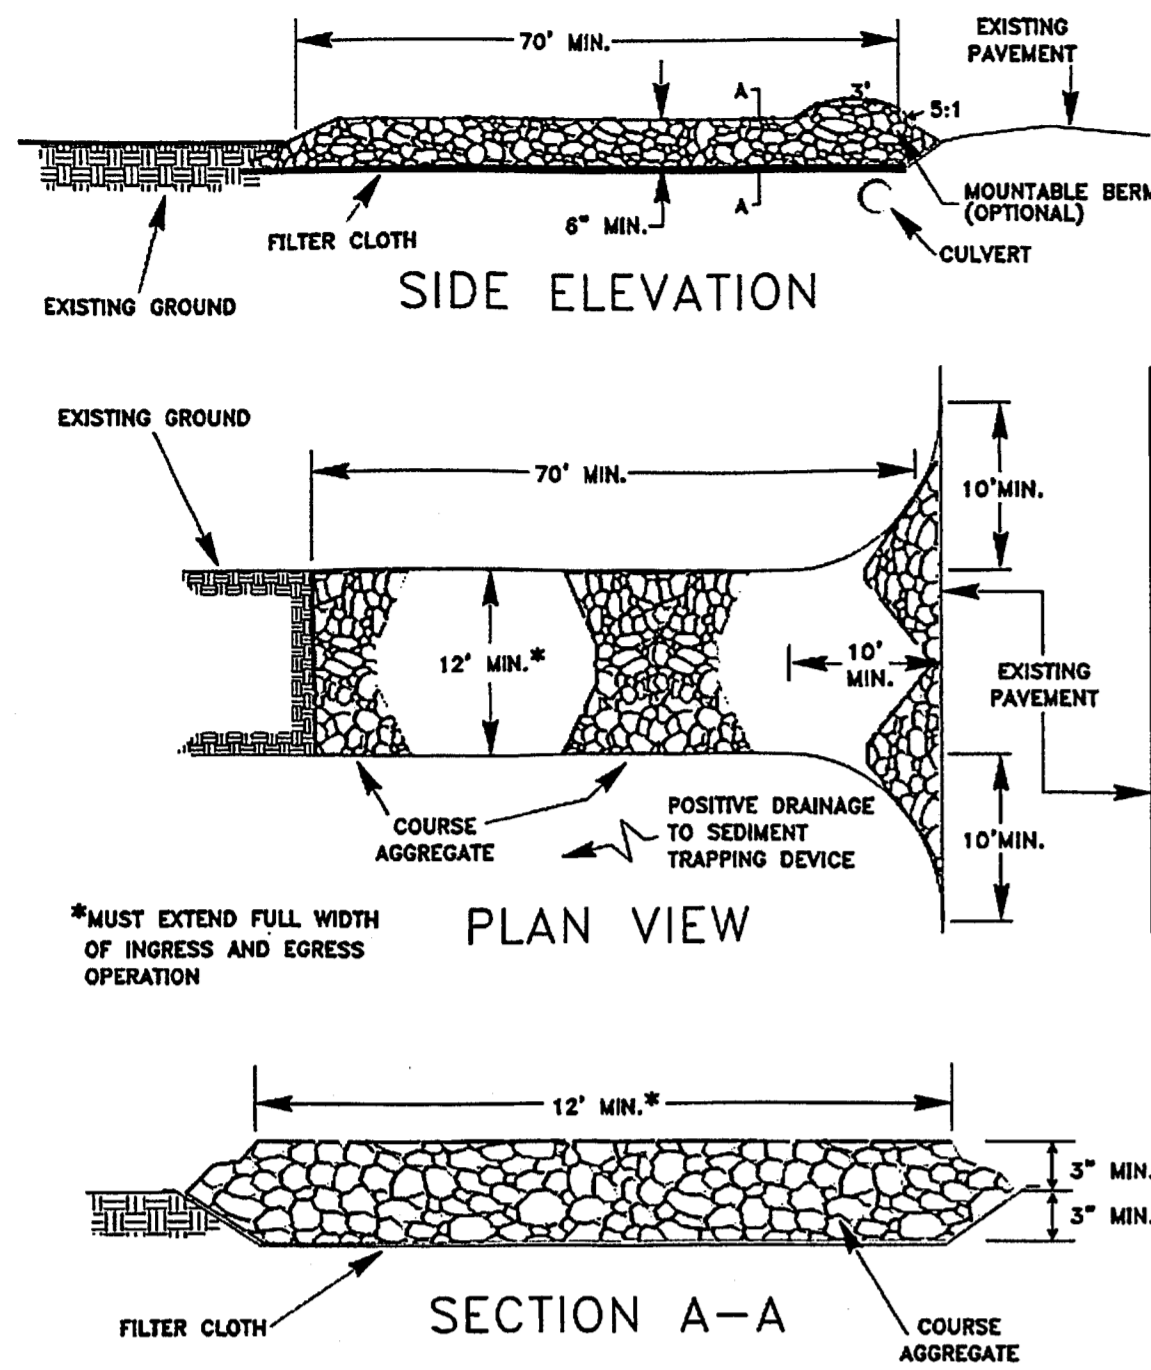 70' MIN.
EXISTING
PAVEMENT
A
3'
5:1
A
6" MIN.
MOUNTABLE BERM
(OPTIONAL)
FILTER CLOTH
CULVERT
EXISTING GROUND
SIDE ELEVATION
EXISTING GROUND
70' MIN.
10'MIN.
12' MIN.*
10'
MIN.
EXISTING
PAVEMENT
COURSE
AGGREGATE
POSITIVE DRAINAGE
TO SEDIMENT
TRAPPING DEVICE
10'MIN.
*MUST EXTEND FULL WIDTH
OF INGRESS AND EGRESS
OPERATION
PLAN VIEW
12' MIN.*
3" MIN.
3" MIN.
FILTER CLOTH
SECTION A-A
COURSE
AGGREGATE